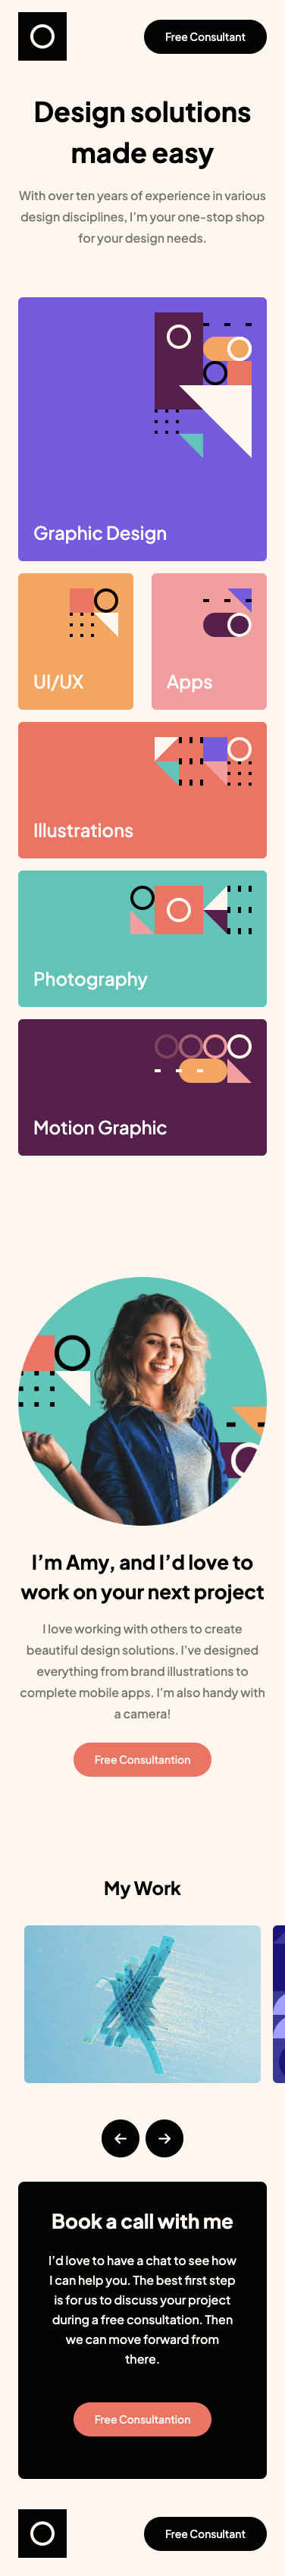 Free Consultant
Design solutions
made easy
With over ten years of experience in various
design disciplines, I’m your one-stop shop
for your design needs.
Graphic Design
UI/UX
Apps
Illustrations
Photography
Motion Graphic
I’m Amy, and I’d love to
work on your next project
I love working with others to create
beautiful design solutions. I’ve designed
everything from brand illustrations to
complete mobile apps. I’m also handy with
a camera!
Free Consultantion
My Work
Book a call with me
I’d love to have a chat to see how
I can help you. The best first step
is for us to discuss your project
during a free consultation. Then
we can move forward from
there.
Free Consultantion
Free Consultant